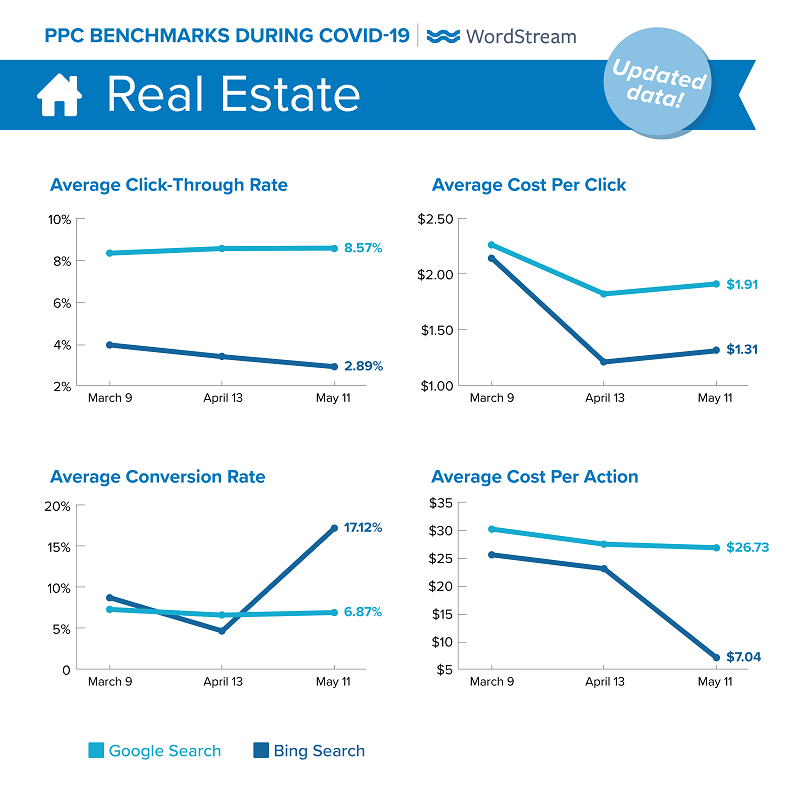 PPC BENCHMARKS DURING COVID-19 | WordStream
Real Estate
Updated
data!
Average Click-Through Rate
10%
8%
6%
4%
2%
8.57%
2.89%
March 9 April 13 May 11
Average Cost Per Click
$2.50
$2.00
$1.50
$1.00
$1.91
$1.31
March 9 April 13 May 11
Average Conversion Rate
20%
15%
10%
5%
0
17.12%
6.87%
March 9 April 13 May 11
Average Cost Per Action
$35
$30
$25
$20
$15
$10
$5
$26.73
$7.04
March 9 April 13 May 11
Google Search Bing Search